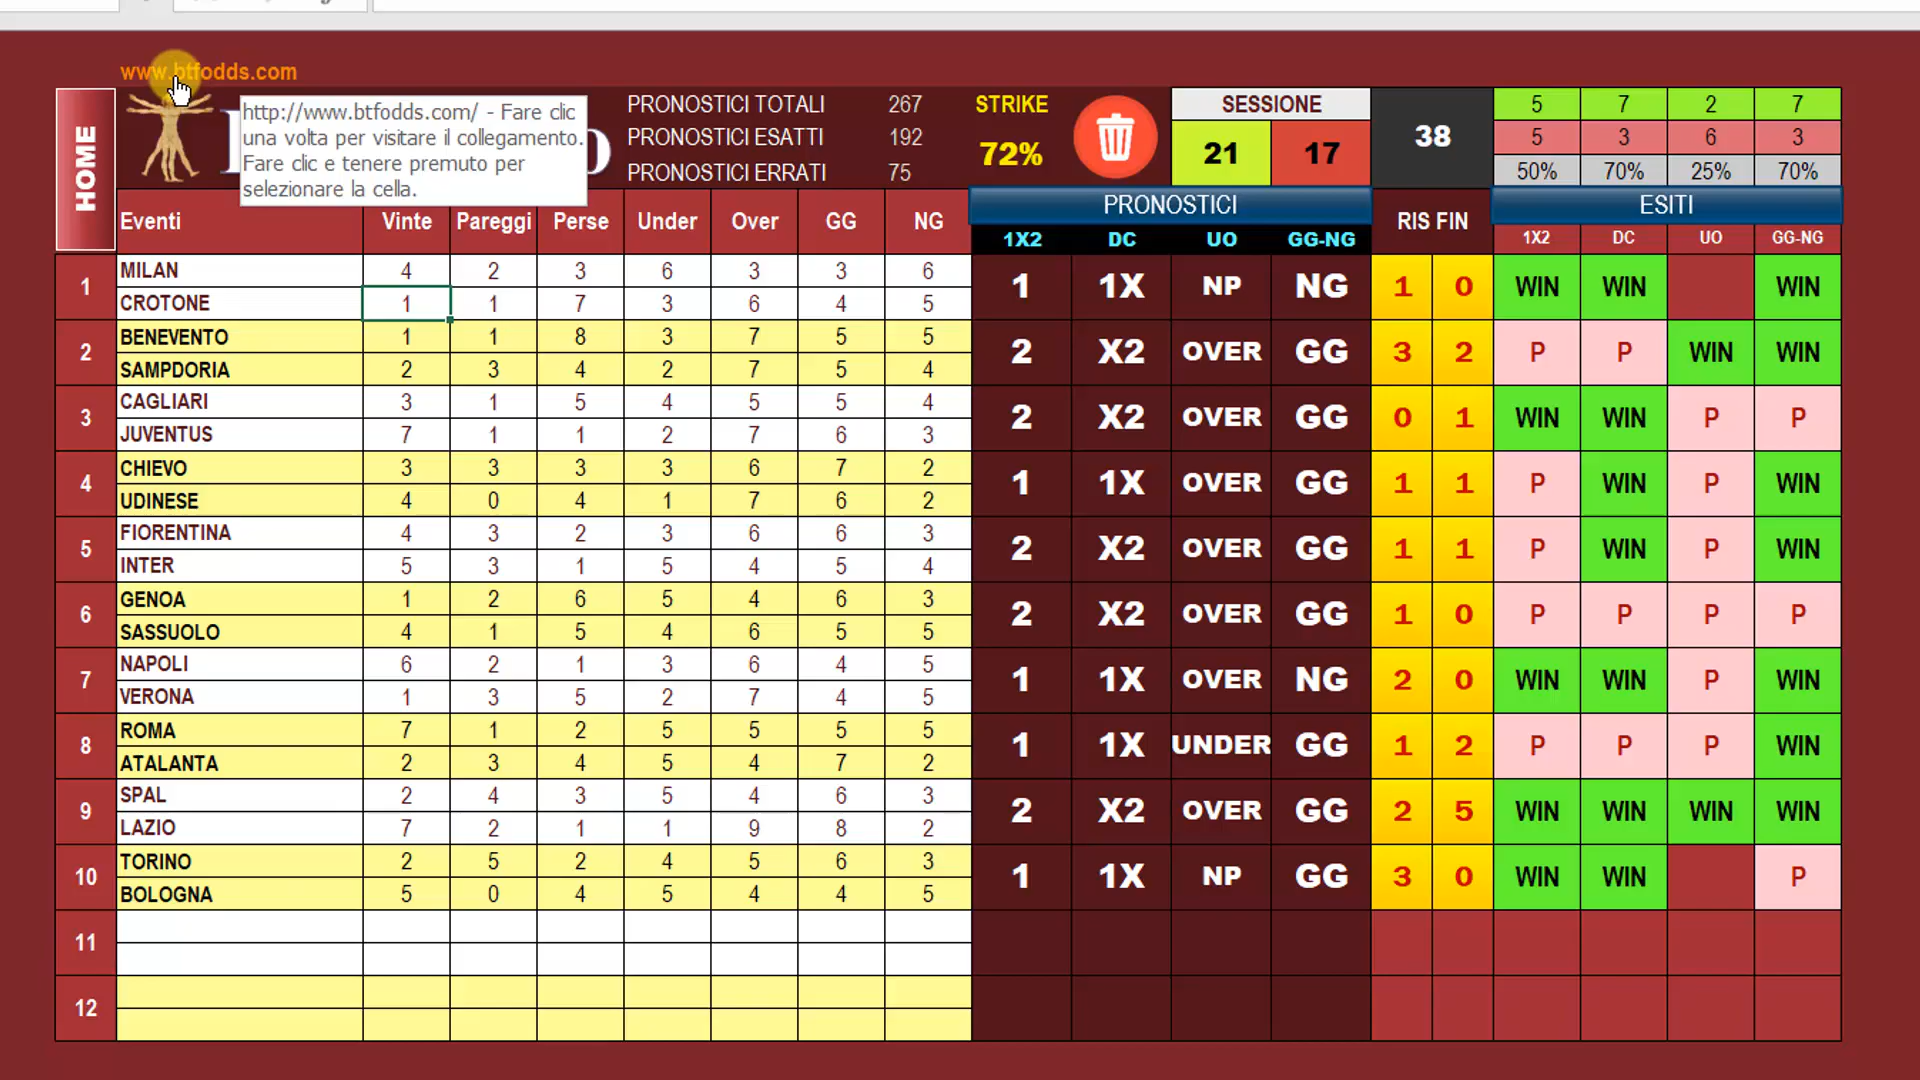 www.btfodds.com
http://www.btfodds.com/ - Fare clic
una volta per visitare il collegamento.
Fare clic e tenere premuto per
selezionare la cella.
HOME
PRONOSTICI TOTALI 267
PRONOSTICI ESATTI 192
PRONOSTICI ERRATI 75
STRIKE
72%
SESSIONE
21 17
38
5 7 2 7
5 3 6 3
50% 70% 25% 70%
Eventi Vinte Pareggi Perse Under Over GG NG
PRONOSTICI
1X2 DC UO GG-NG
RIS FIN
ESITI
1X2 DC UO GG-NG
1
MILAN 4 2 3 6 3 3 6
CROTONE 1 1 7 3 6 4 5
1 1X NP NG 1 0 WIN WIN WIN
2
BENEVENTO 1 1 8 3 7 5 5
SAMPDORIA 2 3 4 2 7 5 4
2 X2 OVER GG 3 2 P P WIN WIN
3
CAGLIARI 3 1 5 4 5 5 4
JUVENTUS 7 1 1 2 7 6 3
2 X2 OVER GG 0 1 WIN WIN P P
4
CHIEVO 3 3 3 3 6 7 2
UDINESE 4 0 4 1 7 6 2
1 1X OVER GG 1 1 P WIN P WIN
5
FIORENTINA 4 3 2 3 6 6 3
INTER 5 3 1 5 4 5 4
2 X2 OVER GG 1 1 P WIN P WIN
6
GENOA 1 2 6 5 4 6 3
SASSUOLO 4 1 5 4 6 5 5
2 X2 OVER GG 1 0 P P P P
7
NAPOLI 6 2 1 3 6 4 5
VERONA 1 3 5 2 7 4 5
1 1X OVER NG 2 0 WIN WIN P WIN
8
ROMA 7 1 2 5 5 5 5
ATALANTA 2 3 4 5 4 7 2
1 1X UNDER GG 1 2 P P P WIN
9
SPAL 2 4 3 5 4 6 3
LAZIO 7 2 1 1 9 8 2
2 X2 OVER GG 2 5 WIN WIN WIN WIN
10
TORINO 2 5 2 4 5 6 3
BOLOGNA 5 0 4 5 4 4 5
1 1X NP GG 3 0 WIN WIN P
11
12